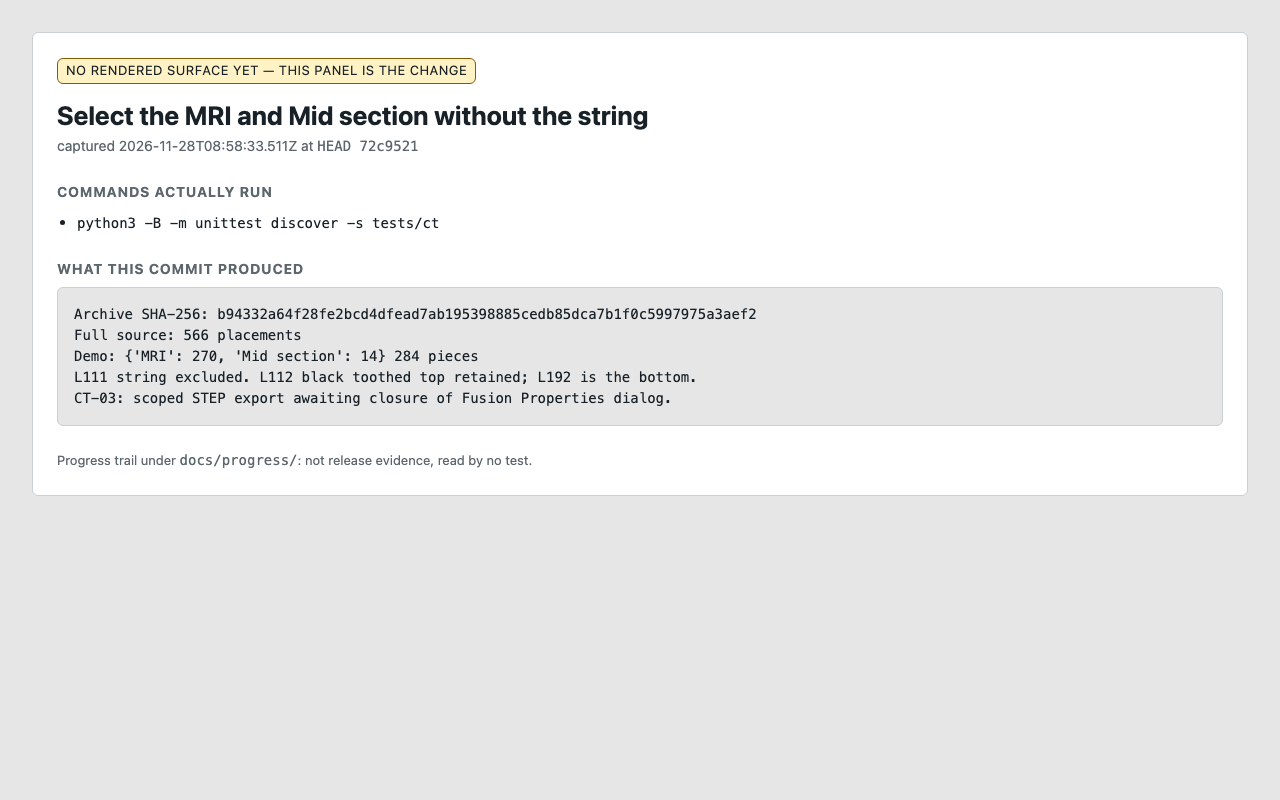 NO RENDERED SURFACE YET — THIS PANEL IS THE CHANGE
Select the MRI and Mid section without the string
captured 2026-11-28T08:58:33.511Z at HEAD 72c9521
COMMANDS ACTUALLY RUN
• python3 -B -m unittest discover -s tests/ct
WHAT THIS COMMIT PRODUCED
Archive SHA-256: b94332a64f28fe2bcd4dfead7ab195398885cedb85dca7b1f0c5997975a3aef2
Full source: 566 placements
Demo: {'MRI': 270, 'Mid section': 14} 284 pieces
L111 string excluded. L112 black toothed top retained; L192 is the bottom.
CT-03: scoped STEP export awaiting closure of Fusion Properties dialog.
Progress trail under docs/progress/: not release evidence, read by no test.